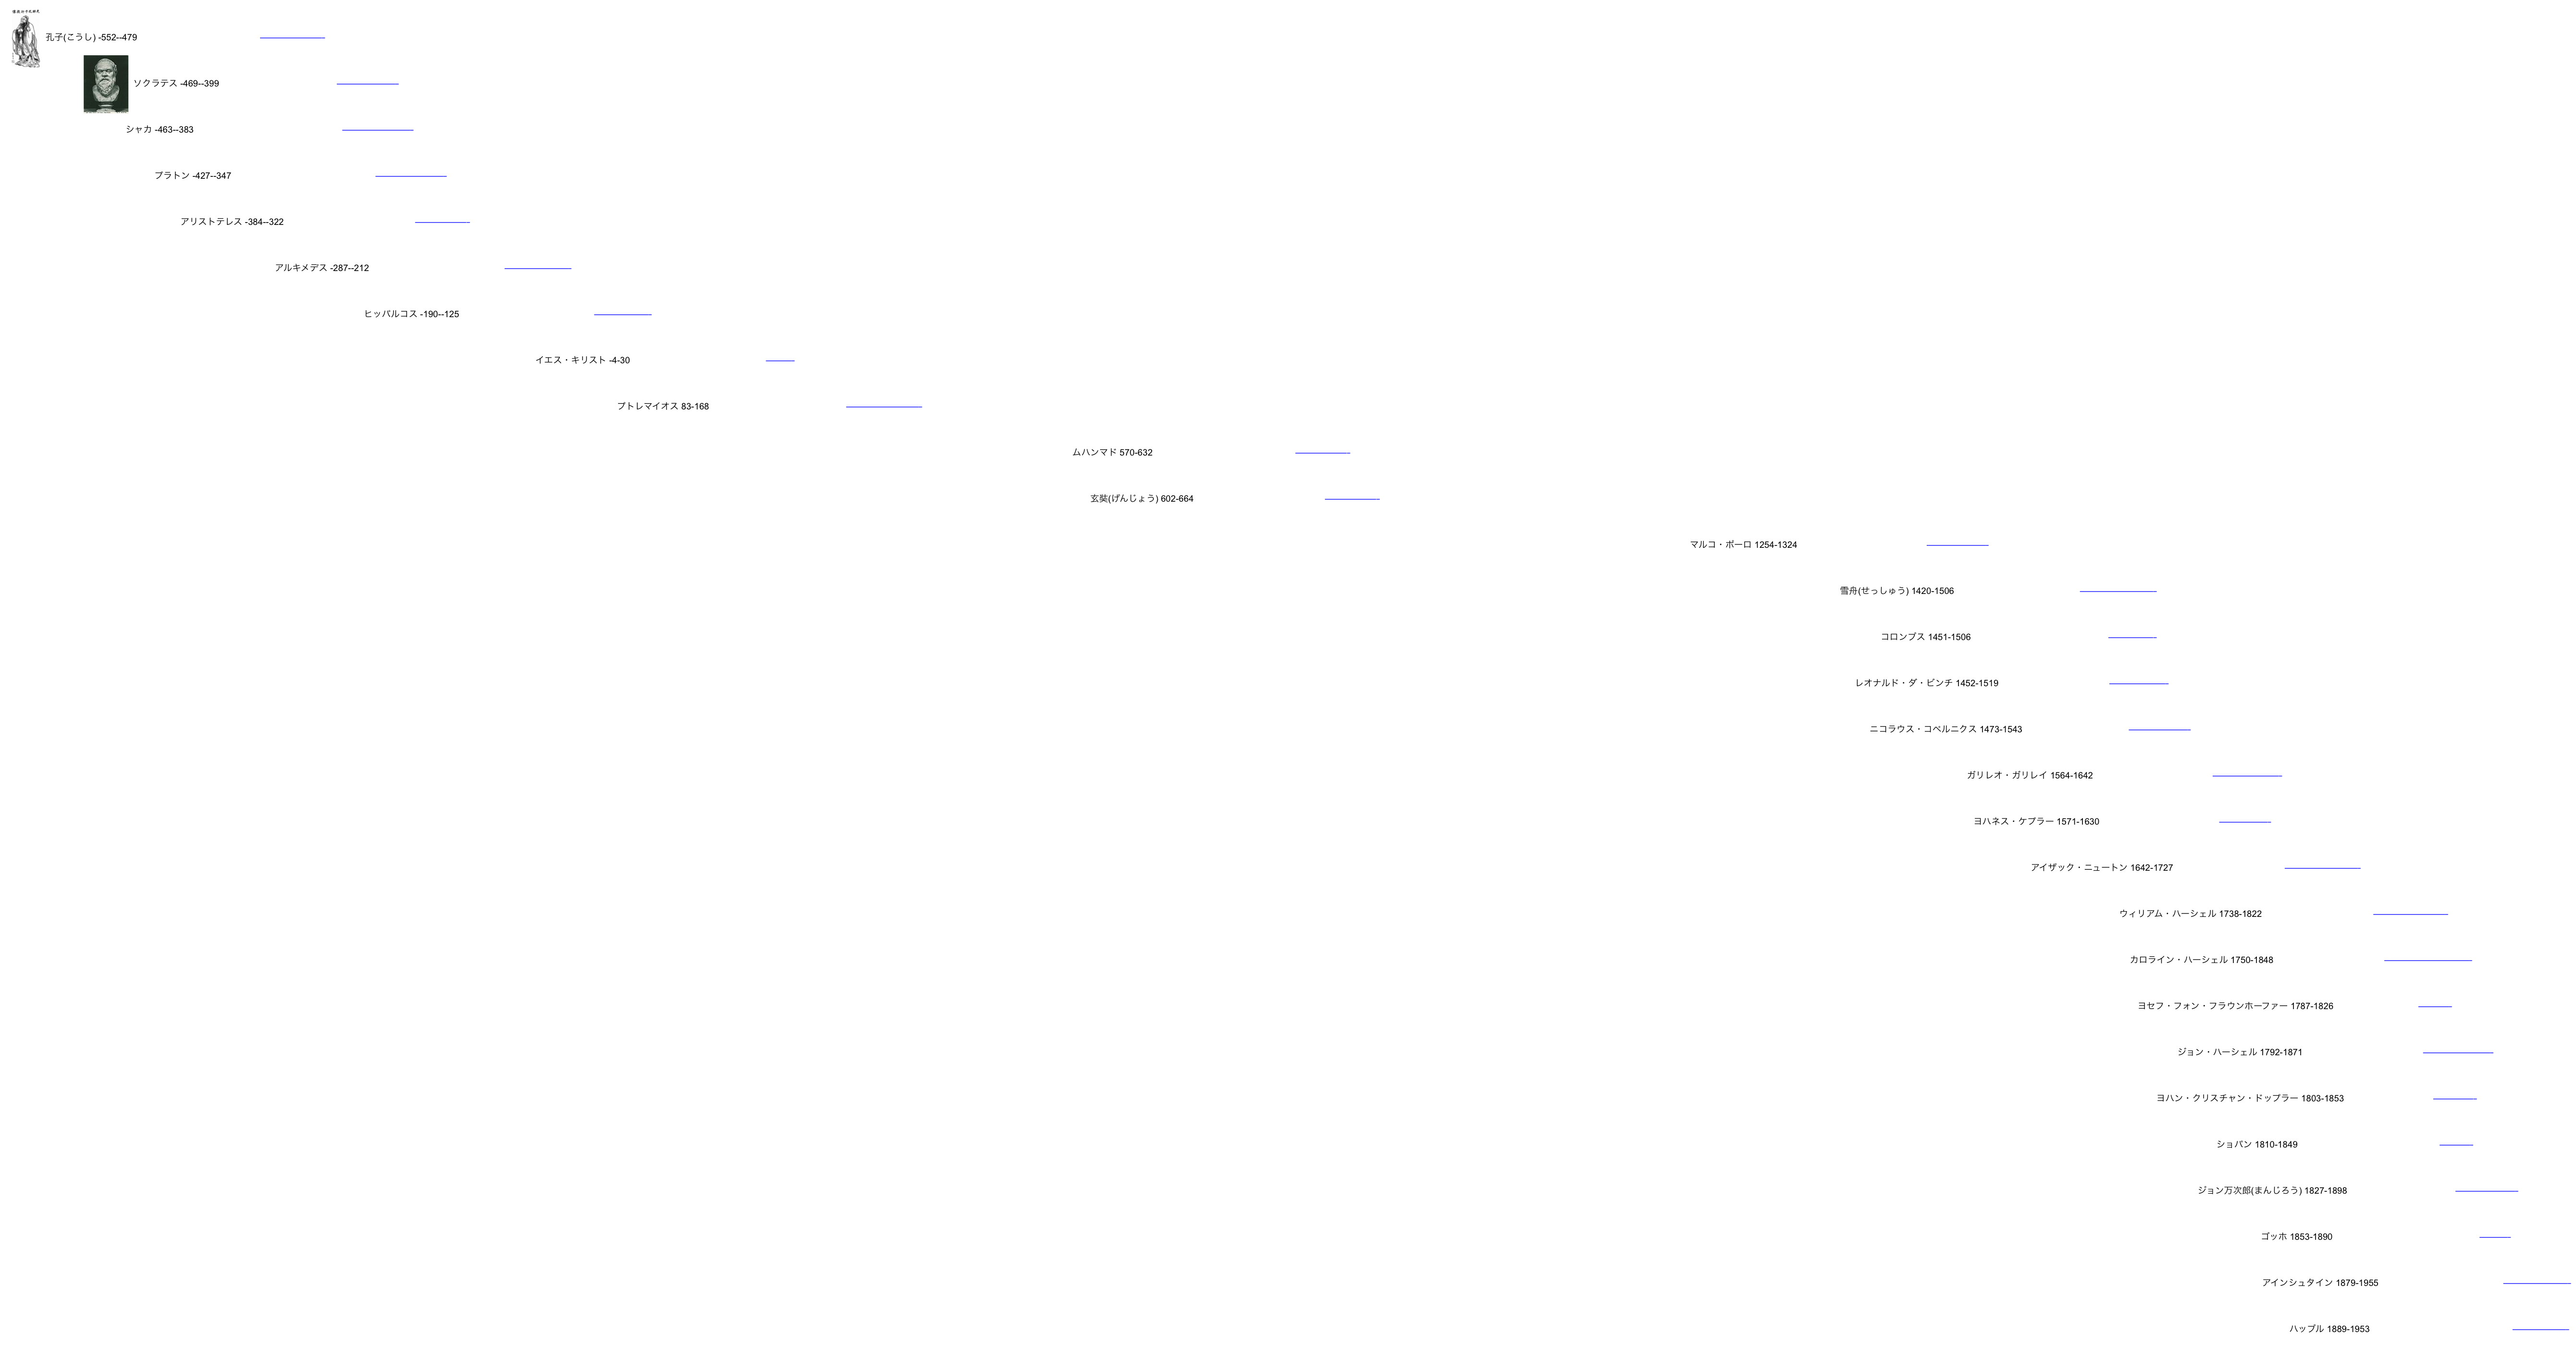 孔子(こうし) -552--479
ソクラテス -469--399
シャカ -463--383
プラトン -427--347
アリストテレス -384--322
アルキメデス -287--212
ヒッパルコス -190--125
イエス・キリスト -4-30
プトレマイオス 83-168
ムハンマド 570-632
玄奘(げんじょう) 602-664
マルコ・ポーロ 1254-1324
雪舟(せっしゅう) 1420-1506
コロンブス 1451-1506
レオナルド・ダ・ビンチ 1452-1519
ニコラウス・コペルニクス 1473-1543
ガリレオ・ガリレイ 1564-1642
ヨハネス・ケプラー 1571-1630
アイザック・ニュートン 1642-1727
ウィリアム・ハーシェル 1738-1822
カロライン・ハーシェル 1750-1848
ヨセフ・フォン・フラウンホーファー 1787-1826
ジョン・ハーシェル 1792-1871
ヨハン・クリスチャン・ドップラー 1803-1853
ショパン 1810-1849
ジョン万次郎(まんじろう) 1827-1898
ゴッホ 1853-1890
アインシュタイン 1879-1955
ハッブル 1889-1953